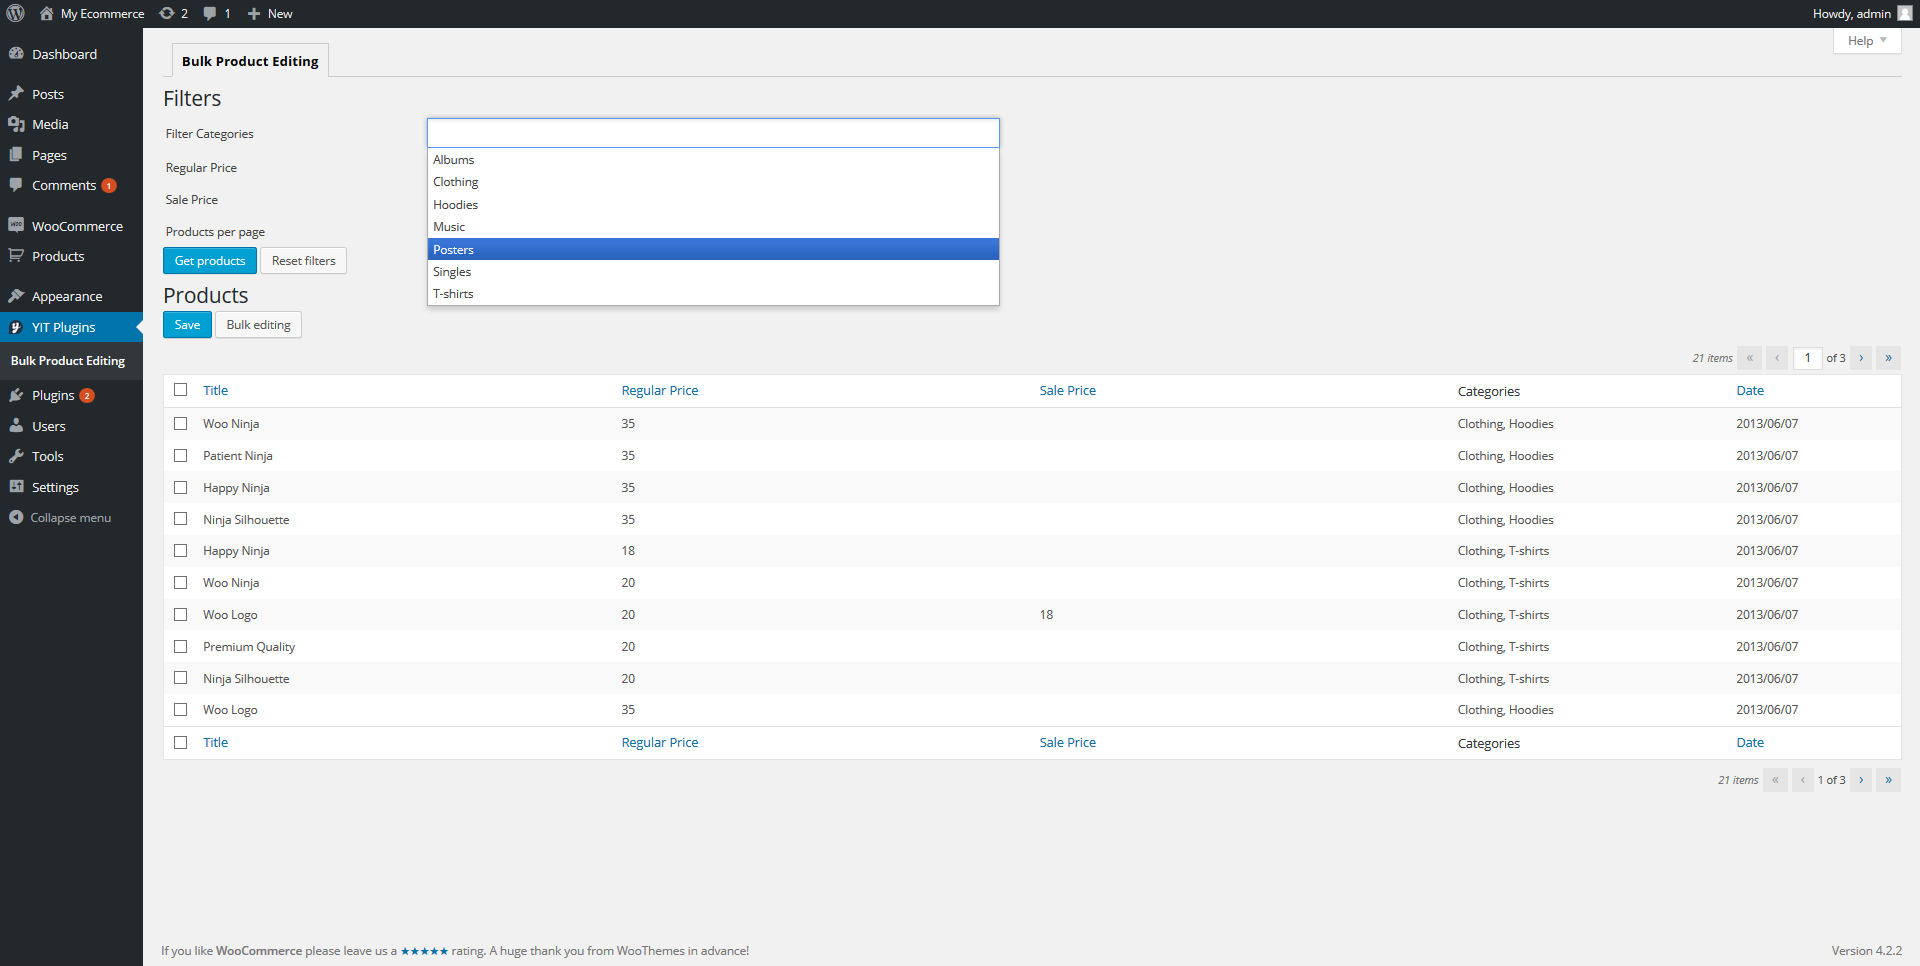 My Ecommerce 2 1 New Howdy, admin
Help
Dashboard
Posts
Media
Pages
Comments 1
WooCommerce
Products
Appearance
YIT Plugins
Bulk Product Editing
Plugins 2
Users
Tools
Settings
Collapse menu
Bulk Product Editing
Filters
Filter Categories
Regular Price
Sale Price
Products per page
Albums
Clothing
Hoodies
Music
Posters
Singles
T-shirts
Get products Reset filters
Products
Save Bulk editing
21 items « ‹ 1 of 3 › »
Title Regular Price Sale Price Categories Date
Woo Ninja 35 Clothing, Hoodies 2013/06/07
Patient Ninja 35 Clothing, Hoodies 2013/06/07
Happy Ninja 35 Clothing, Hoodies 2013/06/07
Ninja Silhouette 35 Clothing, Hoodies 2013/06/07
Happy Ninja 18 Clothing, T-shirts 2013/06/07
Woo Ninja 20 Clothing, T-shirts 2013/06/07
Woo Logo 20 18 Clothing, T-shirts 2013/06/07
Premium Quality 20 Clothing, T-shirts 2013/06/07
Ninja Silhouette 20 Clothing, T-shirts 2013/06/07
Woo Logo 35 Clothing, Hoodies 2013/06/07
Title Regular Price Sale Price Categories Date
21 items « ‹ 1 of 3 › »
If you like WooCommerce please leave us a ★★★★★ rating. A huge thank you from WooThemes in advance! Version 4.2.2